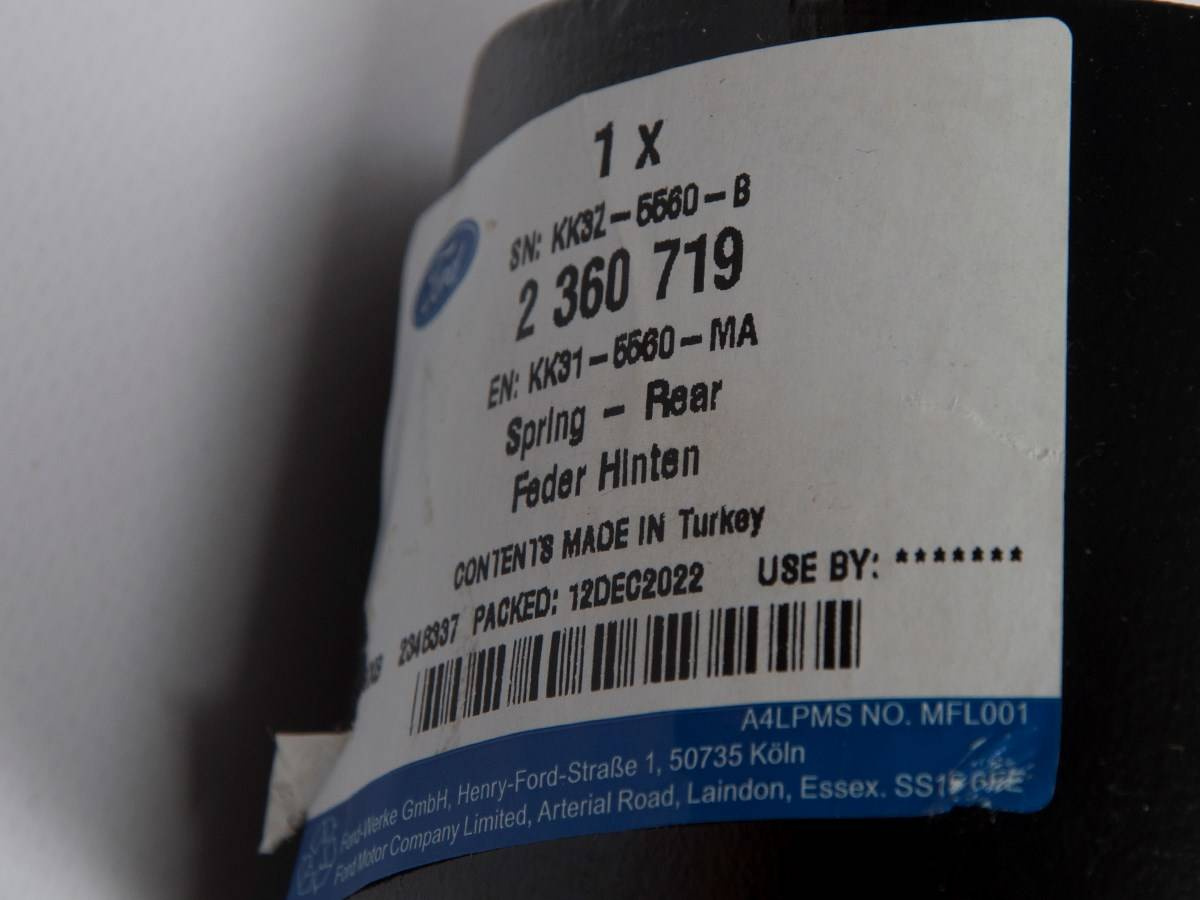 1 x
SN: KK3Z-5560-B
Ford
2 360 719
EN: KK31-5560-MA
Spring - Rear
Feder Hinten
CONTENTS MADE IN Turkey
2348337 PACKED: 12DEC2022 USE BY: *******
A4LPMS NO. MFL001
Ford-Werke GmbH, Henry-Ford-Straße 1, 50735 Köln
Ford Motor Company Limited, Arterial Road, Laindon, Essex.